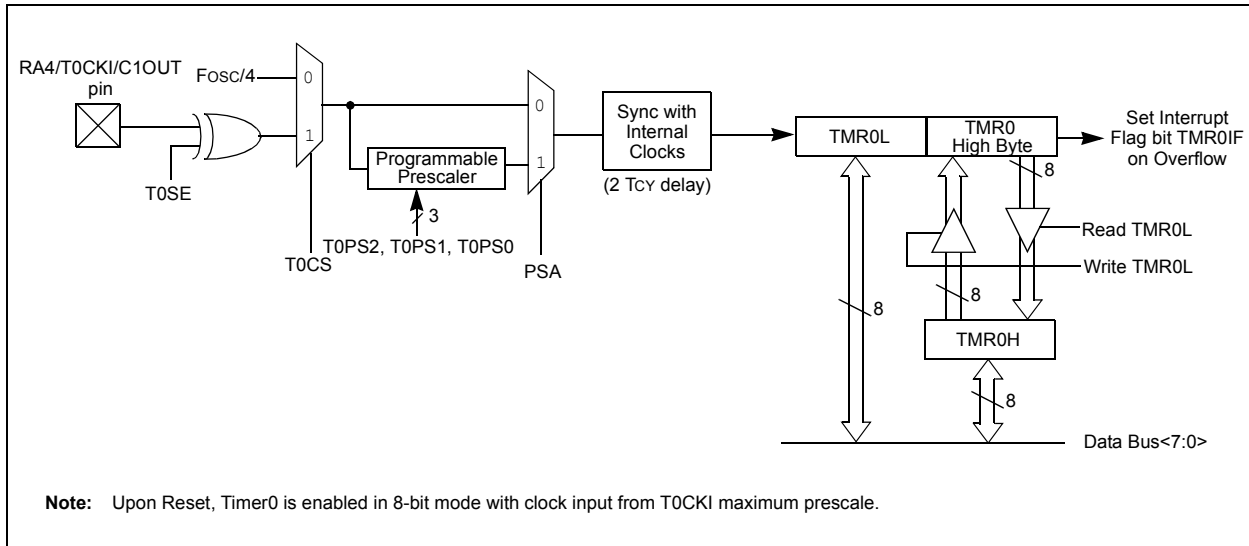 RA4/T0CKI/C1OUT
pin
FOSC/4
0
1
T0SE
T0CS
Programmable
Prescaler
3
T0PS2, T0PS1, T0PS0
0
1
PSA
Sync with
Internal
Clocks
(2 TCY delay)
TMR0L
TMR0
High Byte
Set Interrupt
Flag bit TMR0IF
on Overflow
8
Read TMR0L
Write TMR0L
8
8
TMR0H
8
Data Bus<7:0>
Note: Upon Reset, Timer0 is enabled in 8-bit mode with clock input from T0CKI maximum prescale.